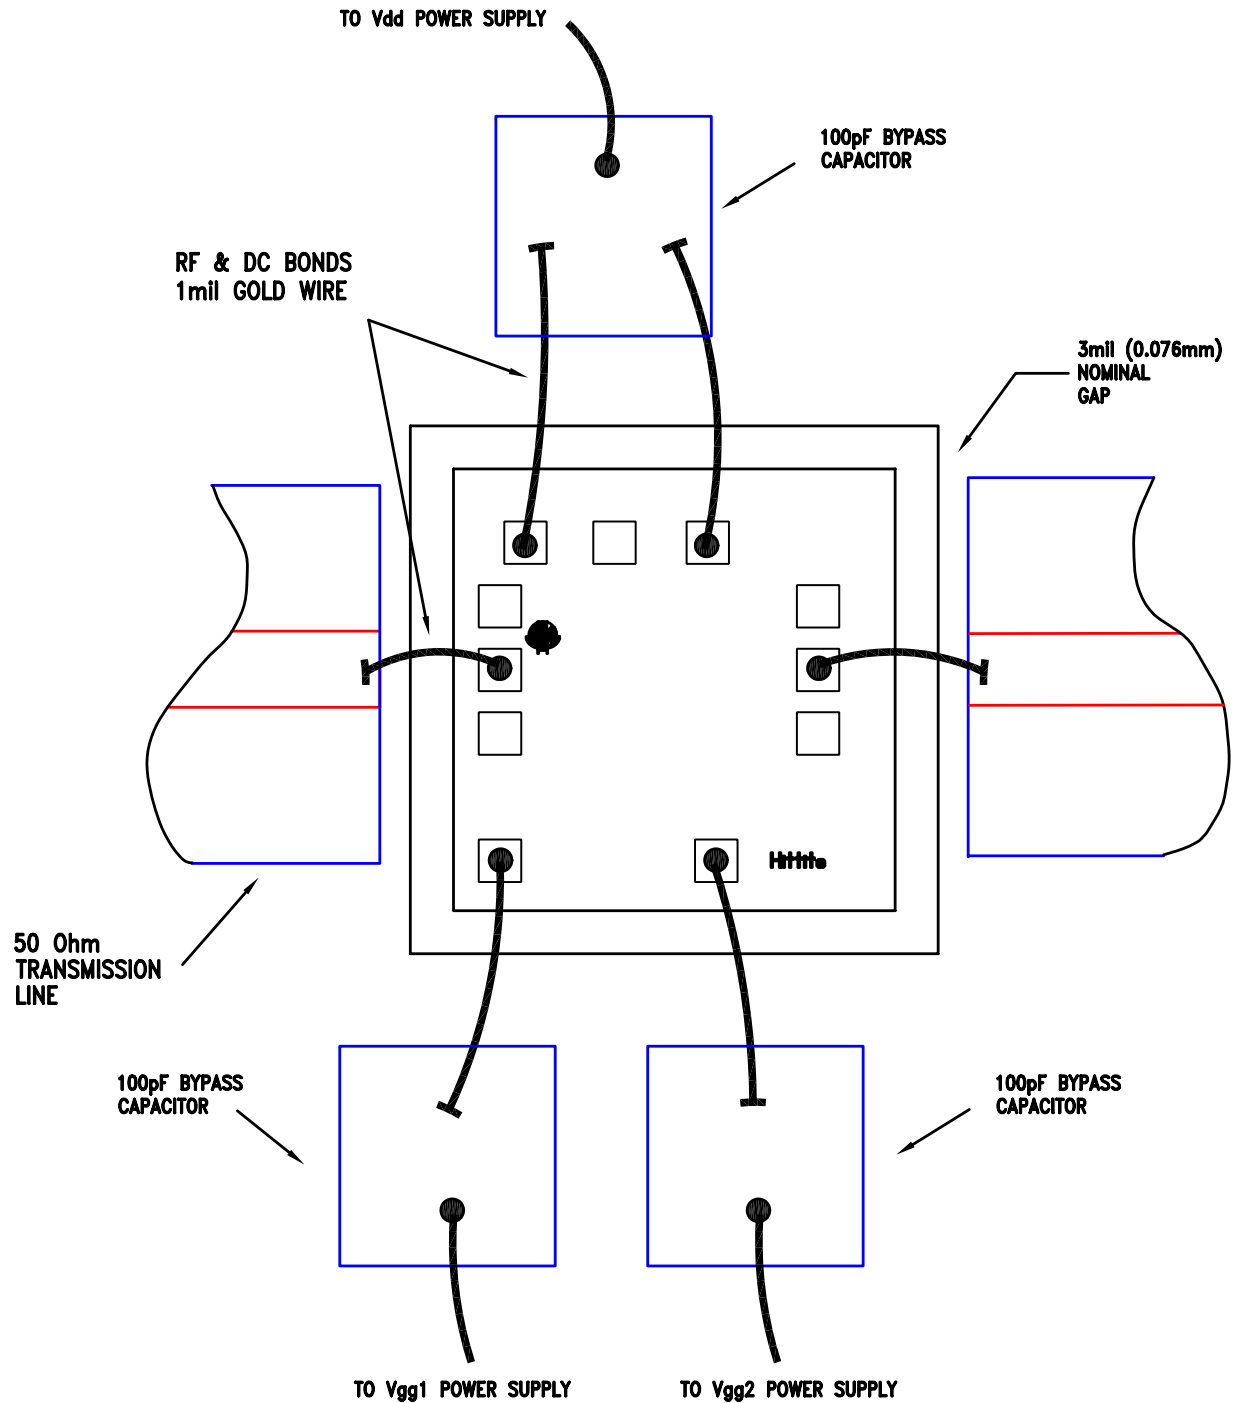 TO Vdd POWER SUPPLY
100pF BYPASS
CAPACITOR
RF & DC BONDS
1mil GOLD WIRE
3mil (0.076mm)
NOMINAL
GAP
Hittite
50 Ohm
TRANSMISSION
LINE
100pF BYPASS
CAPACITOR
100pF BYPASS
CAPACITOR
TO Vgg1 POWER SUPPLY
TO Vgg2 POWER SUPPLY